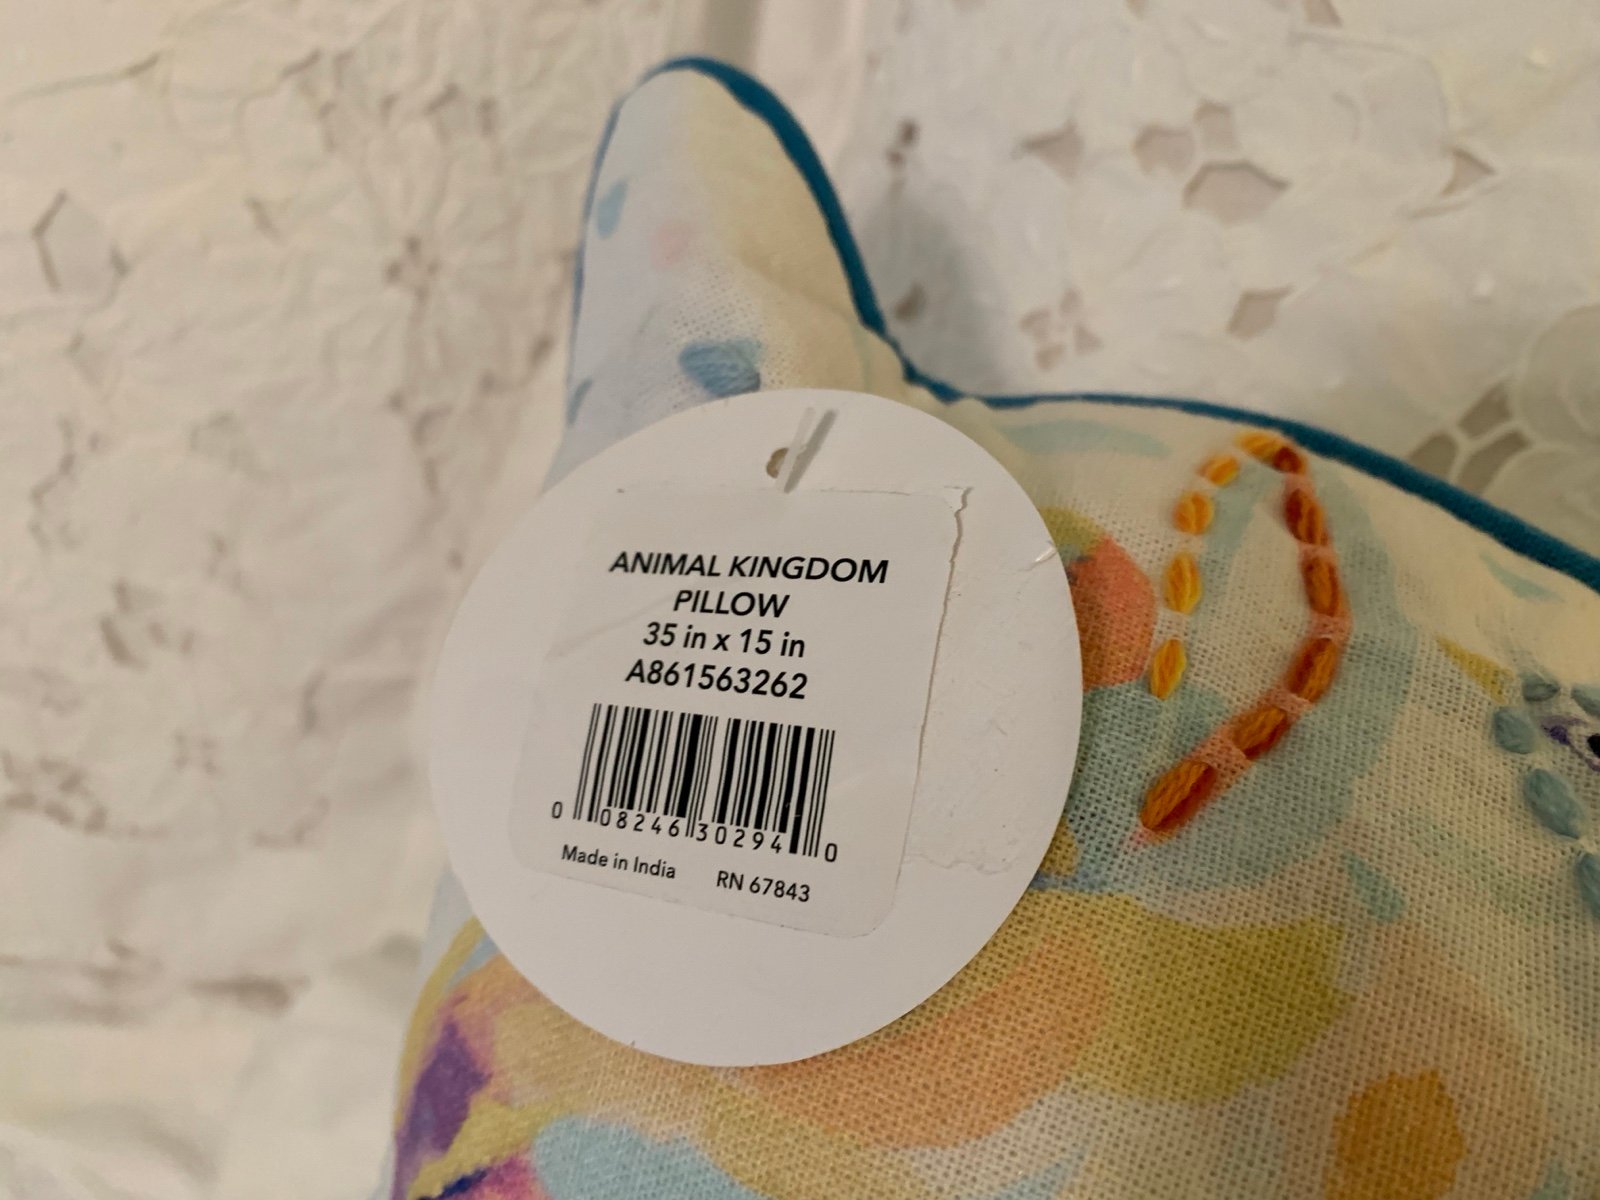 ANIMAL KINGDOM
PILLOW
35 in x 15 in
A861563262
0 08246 30294 0
Made in India RN 67843